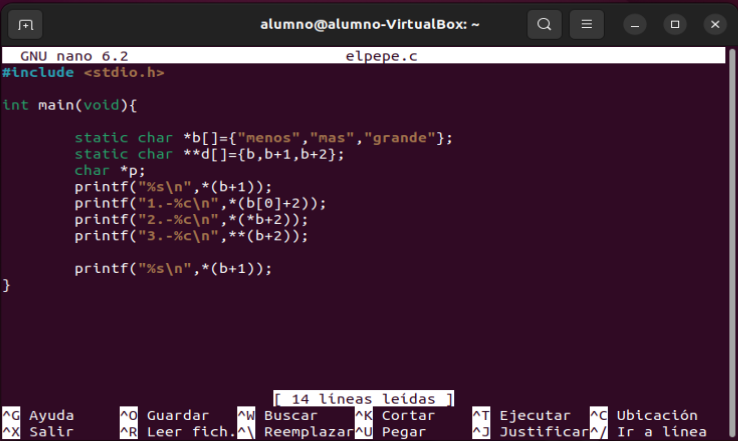 alumno@alumno-VirtualBox: ~
GNU nano 6.2 elpepe.c
#include <stdio.h>
int main(void){
static char *b[]={"menos","mas","grande"};
static char **d[]={b,b+1,b+2};
char *p;
printf("%s\n",*(b+1));
printf("1.-%c\n",*(b[0]+2));
printf("2.-%c\n",*(*b+2));
printf("3.-%c\n",**(b+2));
printf("%s\n",*(b+1));
}
[ 14 líneas leídas ]
^G Ayuda ^O Guardar ^W Buscar ^K Cortar ^T Ejecutar ^C Ubicación
^X Salir ^R Leer fich. ^\ Reemplazar ^U Pegar ^J Justificar ^/ Ir a línea